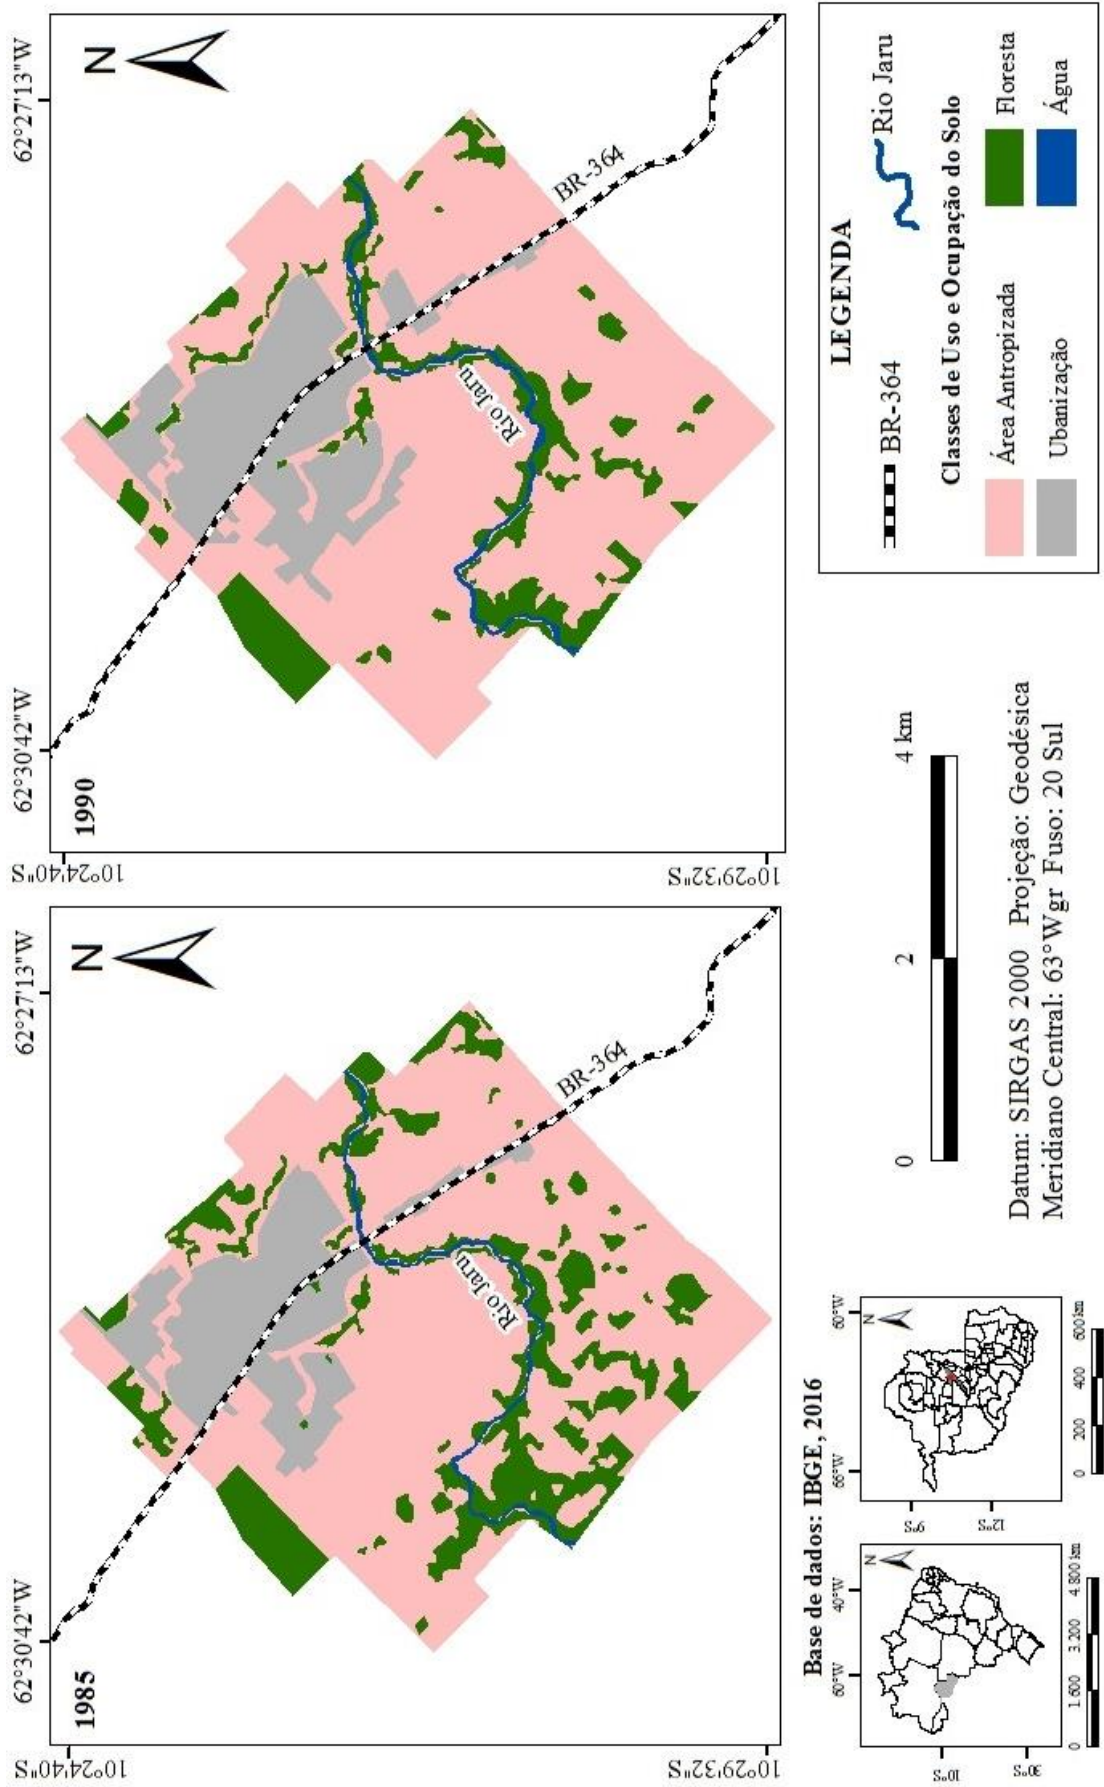 62°30'42"W
62°27'13"W
1985
N
10°24'40"S
10°29'32"S
Rio Jaru
BR-364
62°30'42"W
62°27'13"W
1990
N
10°24'40"S
10°29'32"S
Rio Jaru
BR-364
Base de dados: IBGE, 2016
60°W
40°W
N
10°S
30°S
0
1.600
3.200
4.800 km
66°W
60°W
N
9°S
12°S
0
200
400
600 km
0
2
4 km
Datum: SIRGAS 2000 Projeção: Geodésica
Meridiano Central: 63°Wgr Fuso: 20 Sul
LEGENDA
BR-364
Rio Jaru
Classes de Uso e Ocupação do Solo
Área Antropizada
Floresta
Ubanização
Água